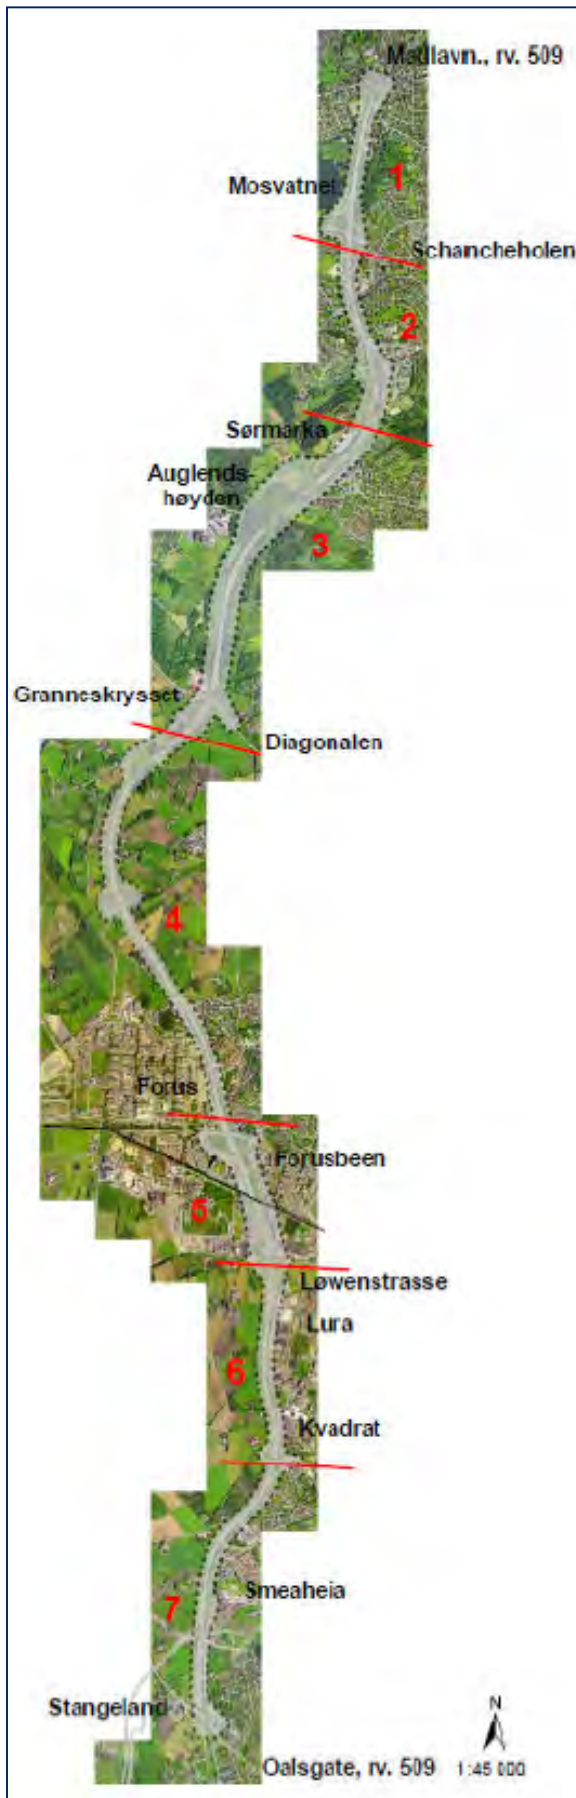 Madlavn., rv. 509
1
Mosvatnet
Schancheholen
2
Sørmarka
Auglends-
høyden
3
Granneskrysset
Diagonalen
4
Forus
Forusbeen
5
Løwenstrasse
Lura
6
Kvadrat
Smeaheia
7
Stangeland
N
Oalsgate, rv. 509
1:45 000